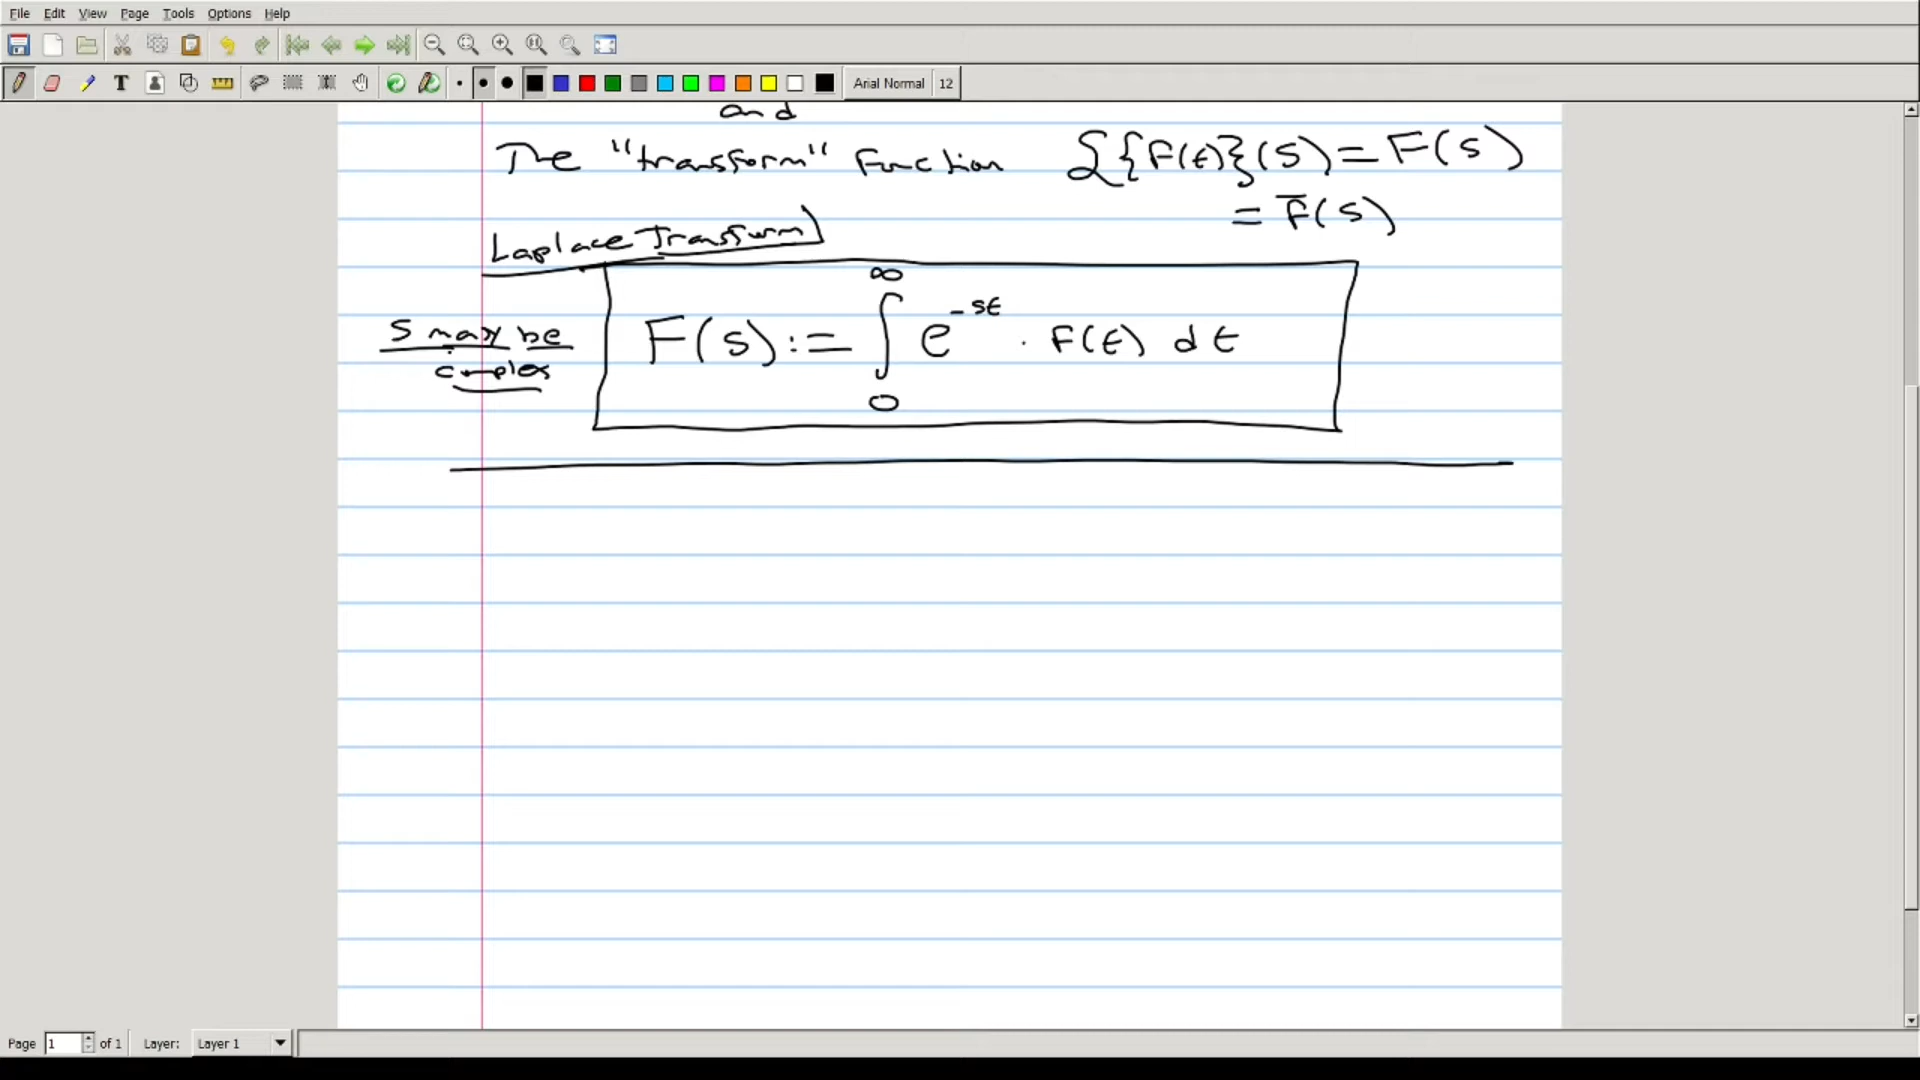 File Edit View Page Tools Options Help
Arial Normal 12
and
The "transform" function ℒ{f(t)}(s) = F(s)
= f̅(s)
Laplace Transform
s may be
complex
F(s) := ∫₀^∞ e^{-st} · f(t) dt
Page 1 of 1 Layer: Layer 1